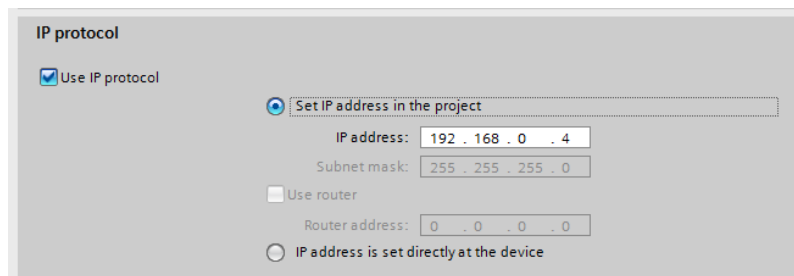 IP protocol
Use IP protocol
Set IP address in the project
IP address: 192 . 168 . 0 . 4
Subnet mask: 255 . 255 . 255 . 0
Use router
Router address: 0 . 0 . 0 . 0
IP address is set directly at the device